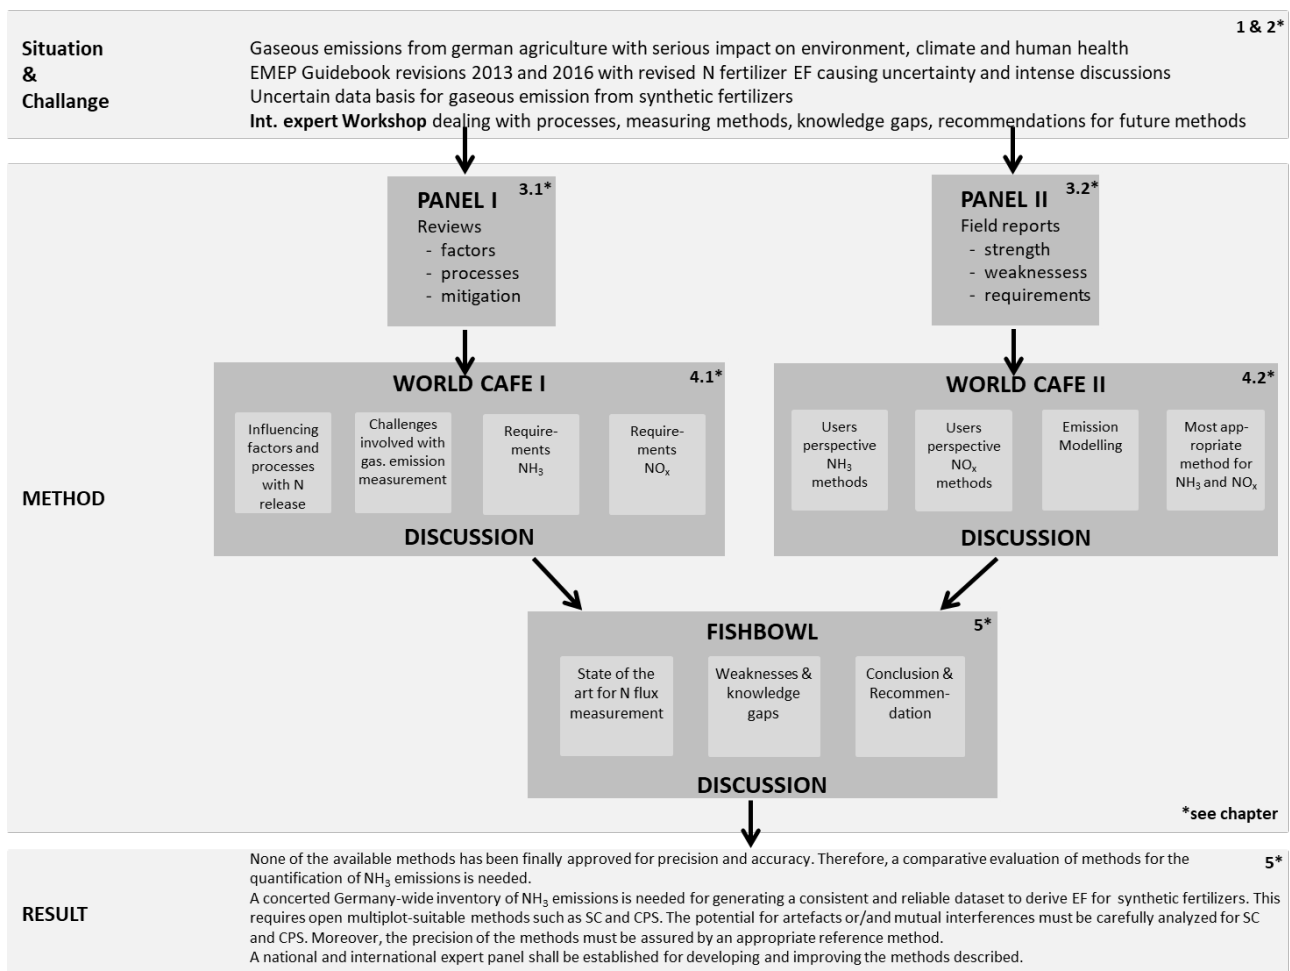 1 & 2*
Situation
&
Challange
Gaseous emissions from german agriculture with serious impact on environment, climate and human health
EMEP Guidebook revisions 2013 and 2016 with revised N fertilizer EF causing uncertainty and intense discussions
Uncertain data basis for gaseous emission from synthetic fertilizers
Int. expert Workshop dealing with processes, measuring methods, knowledge gaps, recommendations for future methods
METHOD
3.1*
PANEL I
Reviews
- factors
- processes
- mitigation
3.2*
PANEL II
Field reports
- strength
- weaknessess
- requirements
WORLD CAFE I
4.1*
Influencing
factors and
processes
with N
release
Challenges
involved with
gas. emission
measurement
Require-
ments
NH₃
Require-
ments
NOₓ
DISCUSSION
WORLD CAFE II
4.2*
Users
perspective
NH₃
methods
Users
perspective
NOₓ
methods
Emission
Modelling
Most app-
ropriate
method for
NH₃ and NOₓ
DISCUSSION
FISHBOWL
5*
State of the
art for N flux
measurement
Weaknesses &
knowledge
gaps
Conclusion &
Recommen-
dation
DISCUSSION
*see chapter
RESULT
5*
None of the available methods has been finally approved for precision and accuracy. Therefore, a comparative evaluation of methods for the
quantification of NH₃ emissions is needed.
A concerted Germany-wide inventory of NH₃ emissions is needed for generating a consistent and reliable dataset to derive EF for synthetic fertilizers. This
requires open multiplot-suitable methods such as SC and CPS. The potential for artefacts or/and mutual interferences must be carefully analyzed for SC
and CPS. Moreover, the precision of the methods must be assured by an appropriate reference method.
A national and international expert panel shall be established for developing and improving the methods described.